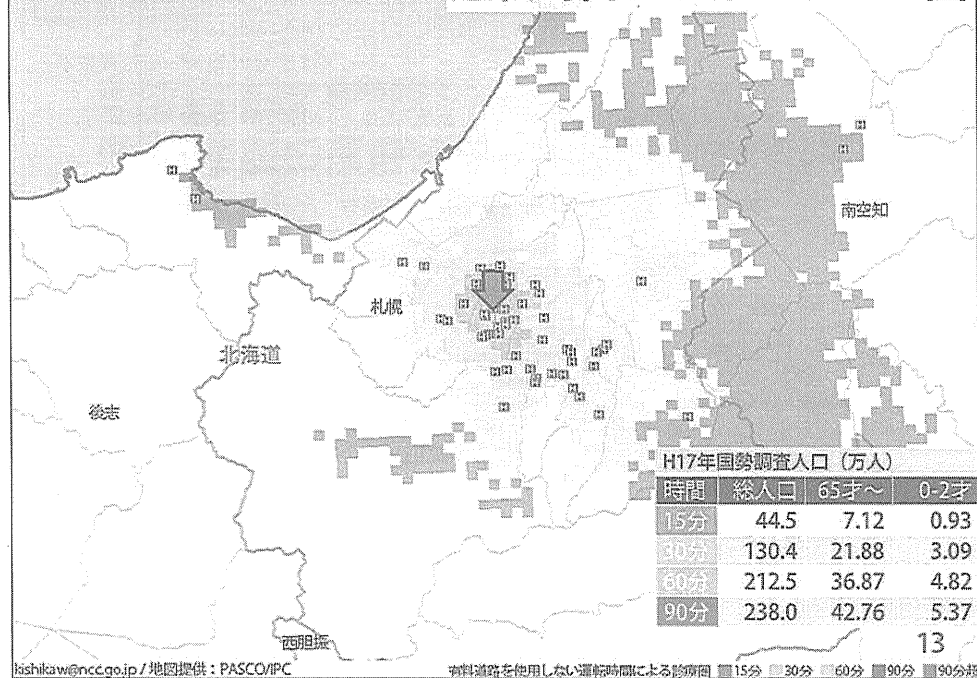 南空知
札幌
北海道
後志
H17年国勢調査人口（万人）
時間 総人口 65才～ 0-2才
15分 44.5 7.12 0.93
30分 130.4 21.88 3.09
60分 212.5 36.87 4.82
90分 238.0 42.76 5.37
西胆振
13
kishikaw@ncc.go.jp / 地図提供：PASCO/IPC
有料道路を使用しない運転時間による診療圏 15分 30分 60分 90分 90分超